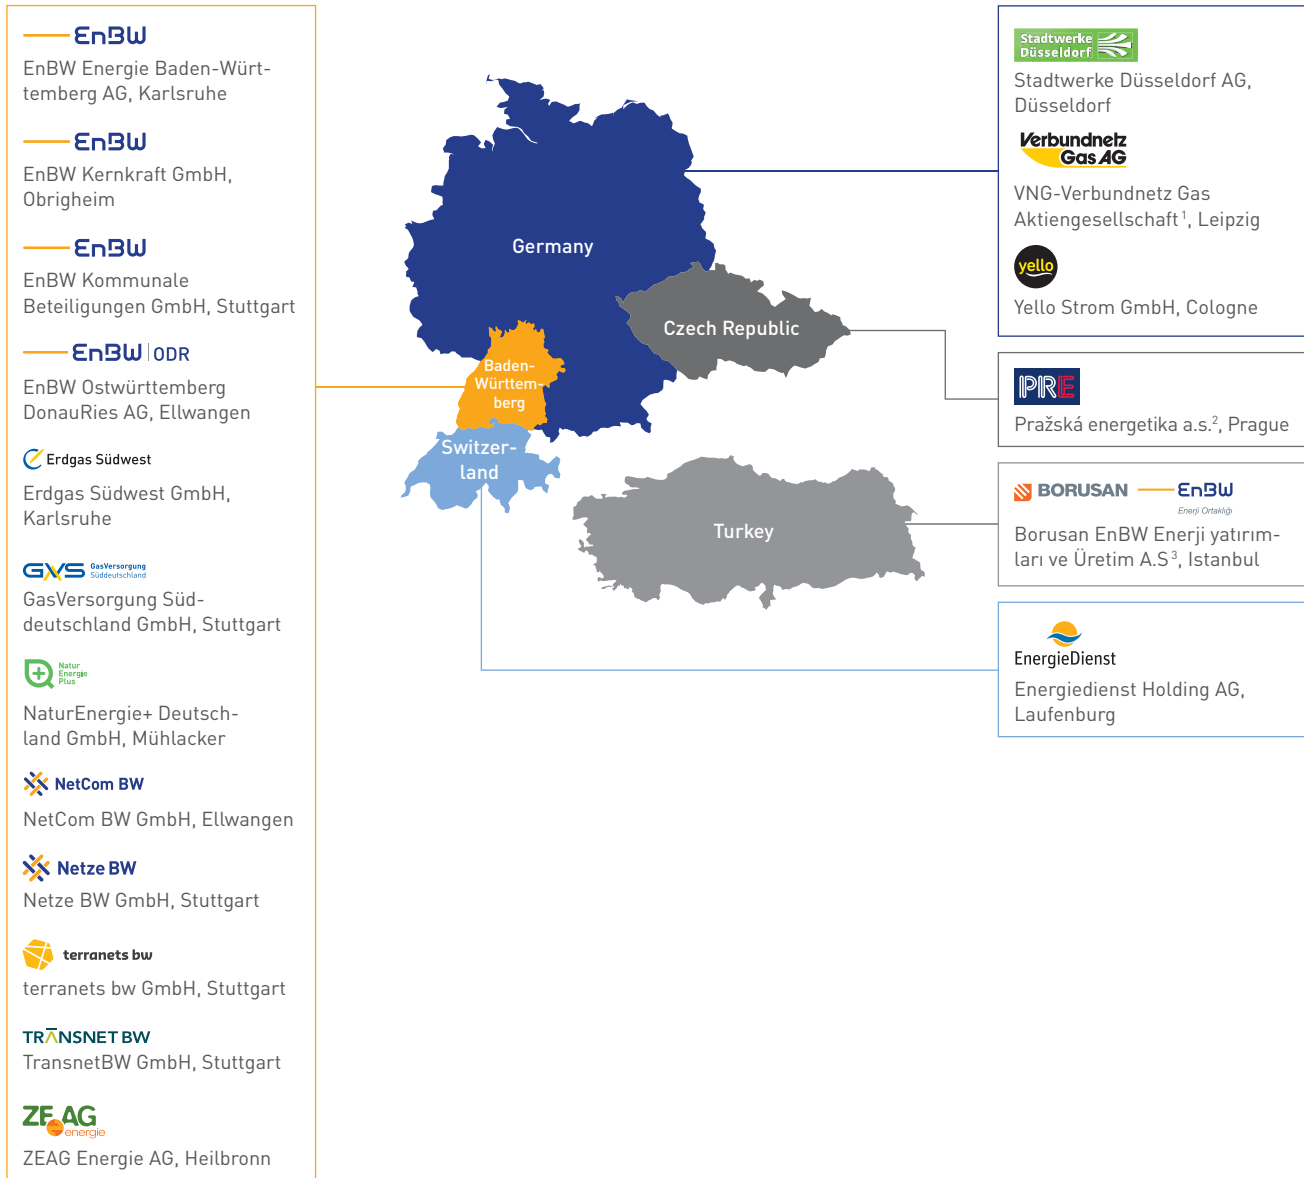 EnBW
EnBW Energie Baden-Würt-
temberg AG, Karlsruhe
EnBW
EnBW Kernkraft GmbH,
Obrigheim
EnBW
EnBW Kommunale
Beteiligungen GmbH, Stuttgart
EnBW | ODR
EnBW Ostwürttemberg
DonauRies AG, Ellwangen
Erdgas Südwest
Erdgas Südwest GmbH,
Karlsruhe
GVS GasVersorgung
Süddeutschland
GasVersorgung Süd-
deutschland GmbH, Stuttgart
Natur
Energie
Plus
NaturEnergie+ Deutsch-
land GmbH, Mühlacker
NetCom BW
NetCom BW GmbH, Ellwangen
Netze BW
Netze BW GmbH, Stuttgart
terranets bw
terranets bw GmbH, Stuttgart
TRANSNET BW
TransnetBW GmbH, Stuttgart
ZEAG
energie
ZEAG Energie AG, Heilbronn
Germany
Czech Republic
Baden-
Württem-
berg
Switzer-
land
Turkey
Stadtwerke
Düsseldorf
Stadtwerke Düsseldorf AG,
Düsseldorf
Verbundnetz
Gas AG
VNG-Verbundnetz Gas
Aktiengesellschaft¹, Leipzig
yello
Yello Strom GmbH, Cologne
PRE
Pražská energetika a.s.², Prague
BORUSAN EnBW
Enerji Ortaklığı
Borusan EnBW Enerji yatırım-
ları ve Üretim A.S³, Istanbul
EnergieDienst
Energiedienst Holding AG,
Laufenburg